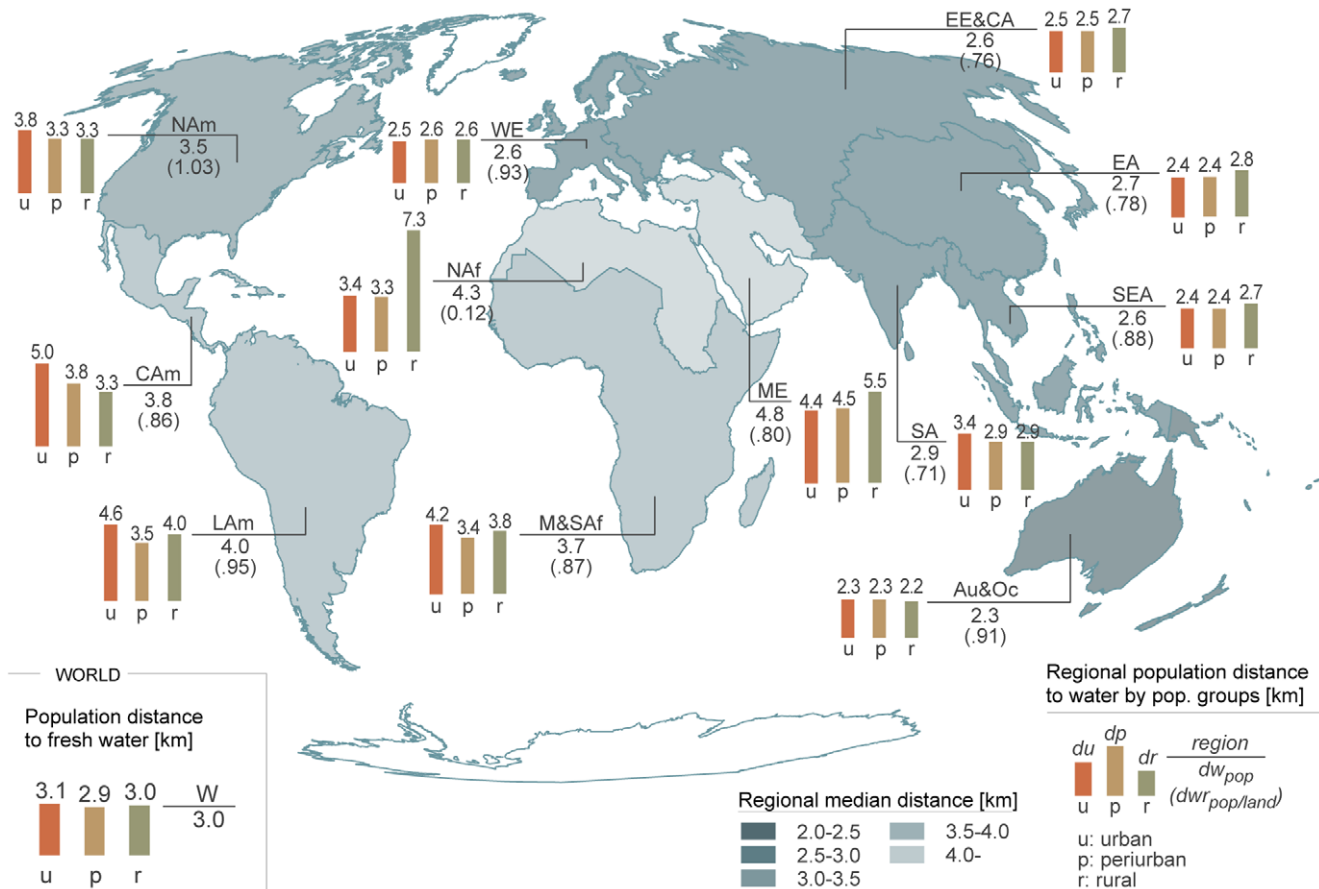 EE&CA
2.6
(.76)
2.5 2.5 2.7
u p r
NAm
3.5
(1.03)
3.8 3.3 3.3
u p r
WE
2.6
(.93)
2.5 2.6 2.6
u p r
EA
2.7
(.78)
2.4 2.4 2.8
u p r
NAf
4.3
(0.12)
3.4 3.3 7.3
u p r
SEA
2.6
(.88)
2.4 2.4 2.7
u p r
CAm
3.8
(.86)
5.0 3.8 3.3
u p r
ME
4.8
(.80)
4.4 4.5 5.5
u p r
SA
2.9
(.71)
3.4 2.9 2.9
u p r
LAm
4.0
(.95)
4.6 3.5 4.0
u p r
M&SAf
3.7
(.87)
4.2 3.4 3.8
u p r
Au&Oc
2.3
(.91)
2.3 2.3 2.2
u p r
WORLD
Population distance
to fresh water [km]
3.1 2.9 3.0
W
3.0
u p r
Regional median distance [km]
2.0-2.5 3.5-4.0
2.5-3.0 4.0-
3.0-3.5
Regional population distance
to water by pop. groups [km]
du dp dr
region
dwpop
(dwrpop/land)
u p r
u: urban
p: periurban
r: rural